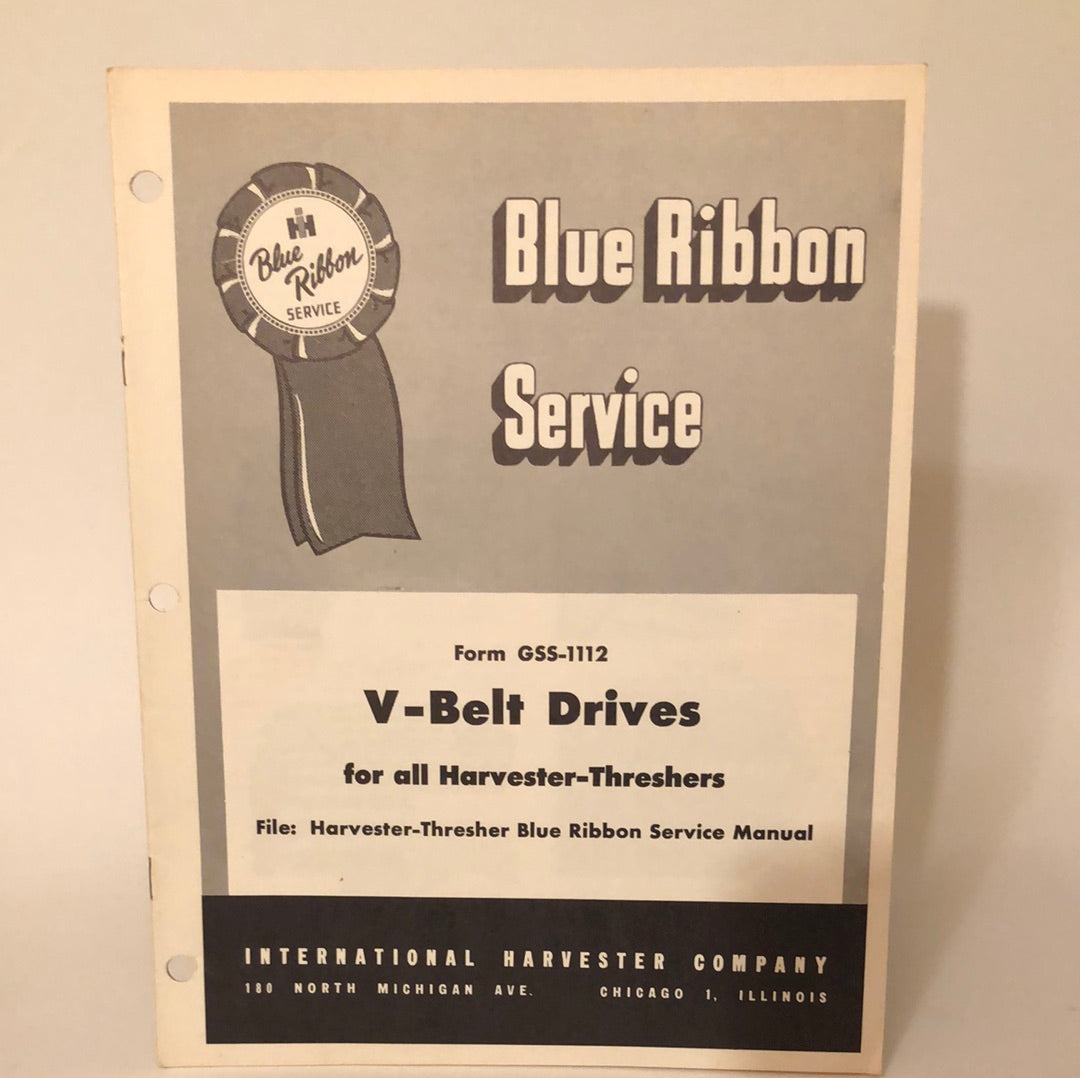 IH
Blue
Ribbon
SERVICE
Blue Ribbon
Service
Form GSS-1112
V-Belt Drives
for all Harvester-Threshers
File: Harvester-Thresher Blue Ribbon Service Manual
INTERNATIONAL HARVESTER COMPANY
180 NORTH MICHIGAN AVE. CHICAGO 1, ILLINOIS